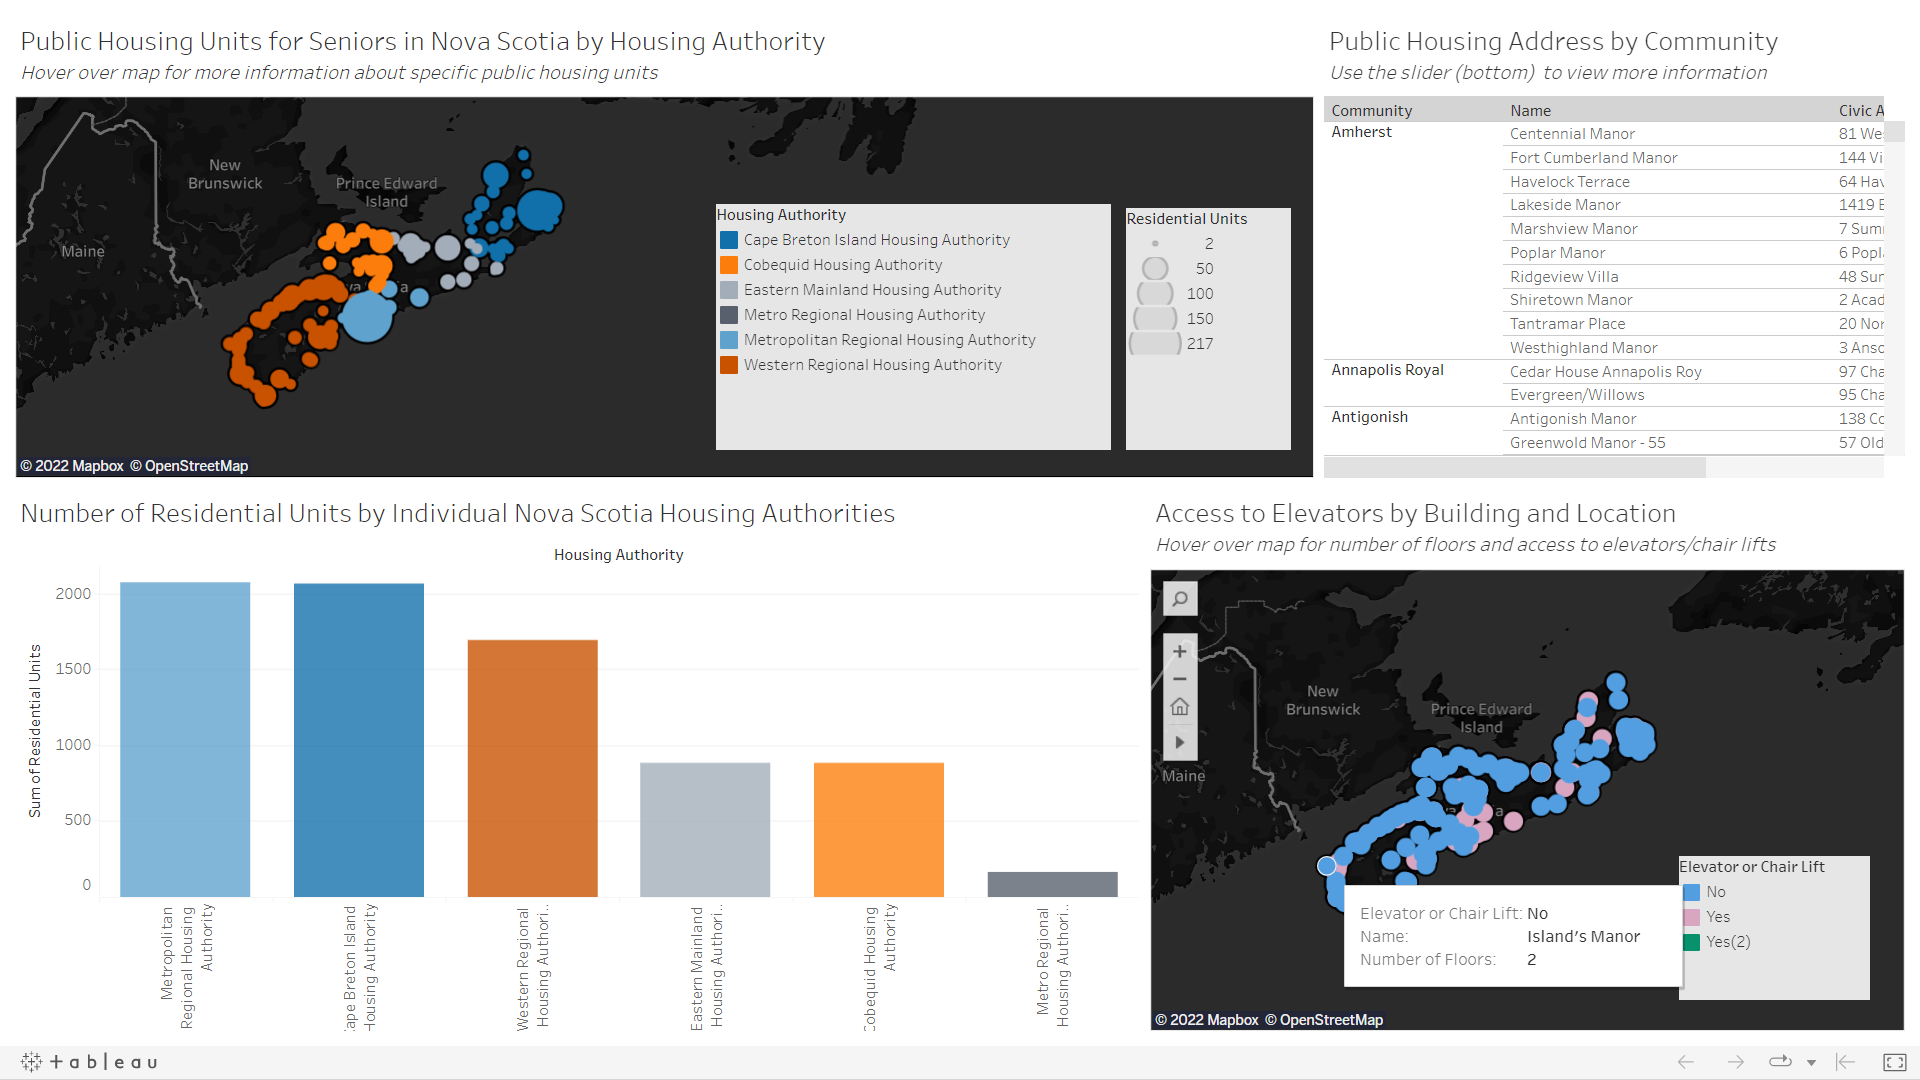 Public Housing Units for Seniors in Nova Scotia by Housing Authority
Hover over map for more information about specific public housing units
New
Brunswick
Prince Edward
Island
Maine
Housing Authority
Cape Breton Island Housing Authority
Cobequid Housing Authority
Eastern Mainland Housing Authority
Metro Regional Housing Authority
Metropolitan Regional Housing Authority
Western Regional Housing Authority
Residential Units
2
50
100
150
217
© 2022 Mapbox © OpenStreetMap
Public Housing Address by Community
Use the slider (bottom) to view more information
Community Name Civic A
Amherst Centennial Manor 81 We
Fort Cumberland Manor 144 Vi
Havelock Terrace 64 Hav
Lakeside Manor 1419 E
Marshview Manor 7 Sum
Poplar Manor 6 Popl
Ridgeview Villa 48 Sur
Shiretown Manor 2 Acad
Tantramar Place 20 Nor
Westhighland Manor 3 Anso
Annapolis Royal Cedar House Annapolis Roy 97 Cha
Evergreen/Willows 95 Cha
Antigonish Antigonish Manor 138 Co
Greenwold Manor - 55 57 Old
Number of Residential Units by Individual Nova Scotia Housing Authorities
Housing Authority
Sum of Residential Units
2000
1500
1000
500
0
Metropolitan
Regional Housing
Authority
ape Breton Island
Housing Authority
Western Regional
Housing Authori..
Eastern Mainland
Housing Authori..
Cobequid Housing
Authority
Metro Regional
Housing Authori..
Access to Elevators by Building and Location
Hover over map for number of floors and access to elevators/chair lifts
New
Brunswick
Prince Edward
Island
Maine
Elevator or Chair Lift
No
Yes
Yes(2)
Elevator or Chair Lift: No
Name: Island's Manor
Number of Floors: 2
© 2022 Mapbox © OpenStreetMap
+ a b l e a u